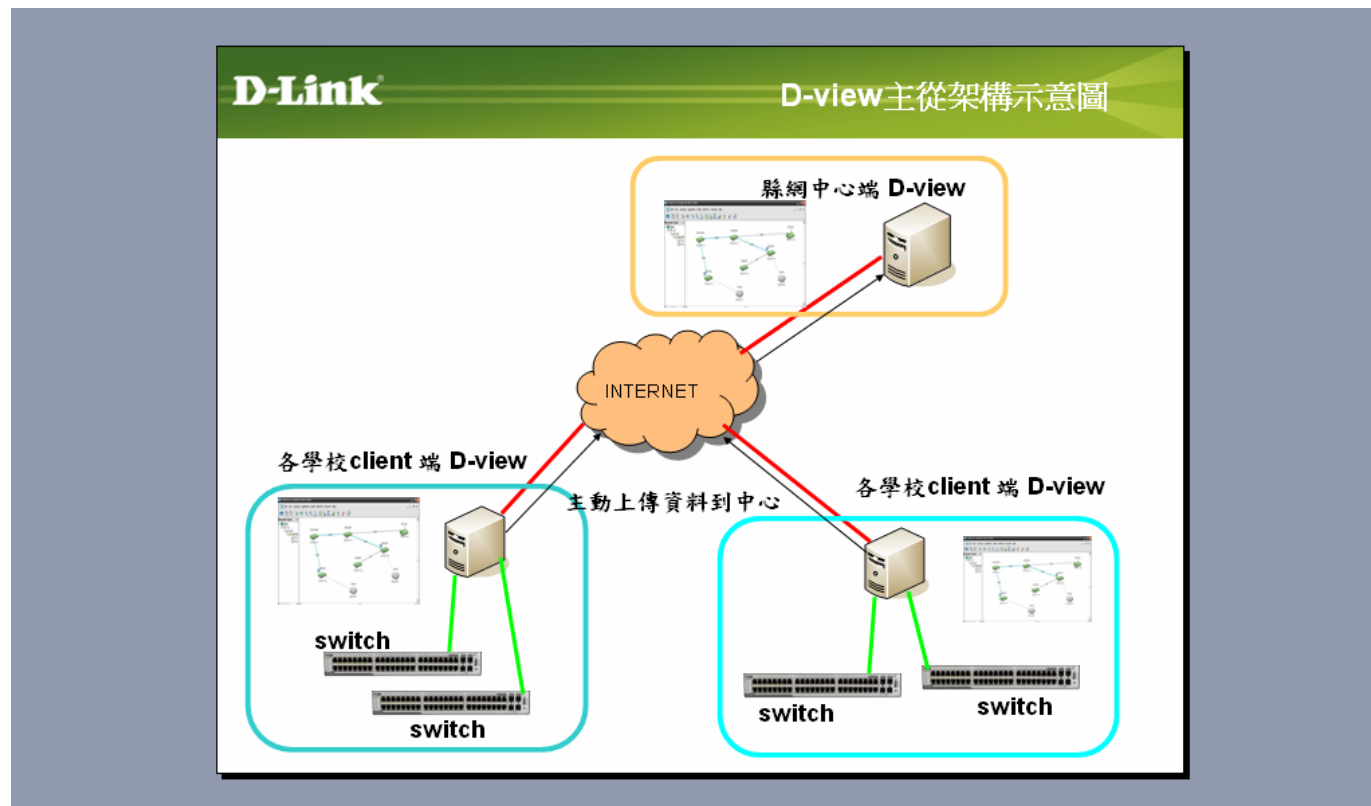 D-Link
D-view主從架構示意圖
縣網中心端 D-view
INTERNET
各學校client 端 D-view
主動上傳資料到中心
各學校client 端 D-view
switch
switch
switch
switch